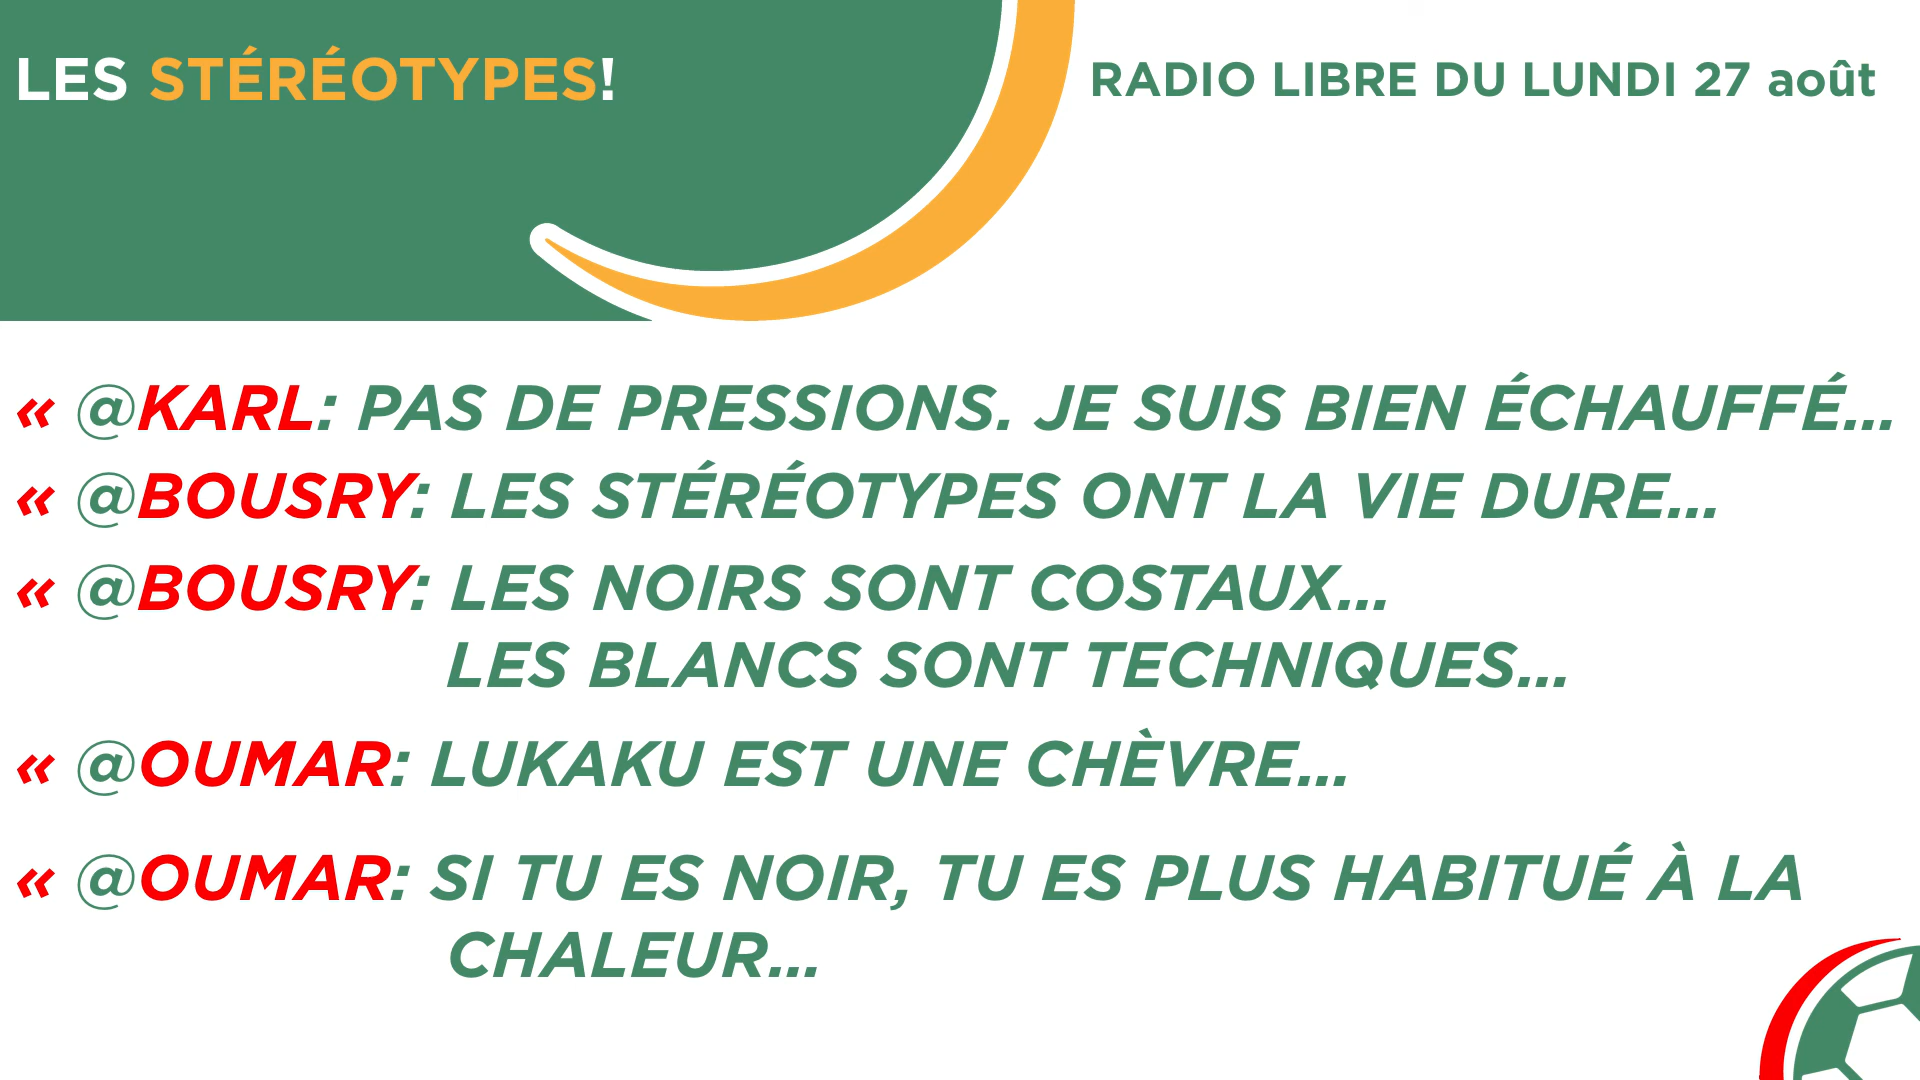 LES STÉRÉOTYPES!
RADIO LIBRE DU LUNDI 27 août
« @KARL: PAS DE PRESSIONS. JE SUIS BIEN ÉCHAUFFÉ...
« @BOUSRY: LES STÉRÉOTYPES ONT LA VIE DURE...
« @BOUSRY: LES NOIRS SONT COSTAUX...
LES BLANCS SONT TECHNIQUES...
« @OUMAR: LUKAKU EST UNE CHÈVRE...
« @OUMAR: SI TU ES NOIR, TU ES PLUS HABITUÉ À LA
CHALEUR...